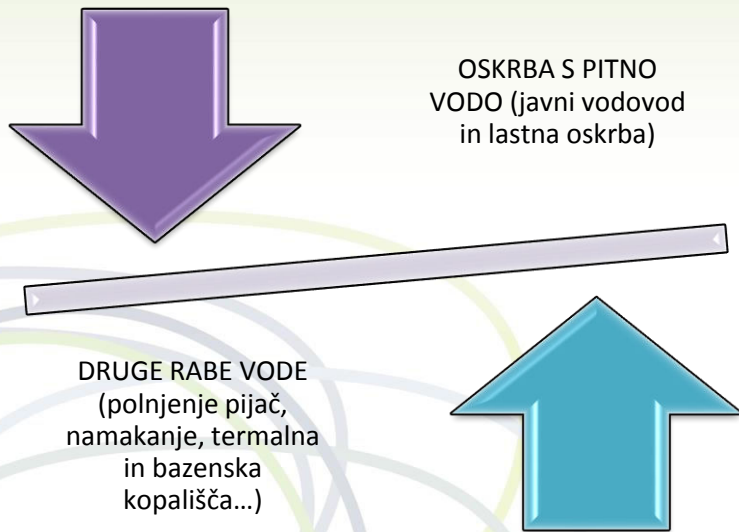 OSKRBA S PITNO
VODO (javni vodovod
in lastna oskrba)
DRUGE RABE VODE
(polnjenje pijač,
namakanje, termalna
in bazenska
kopališča…)